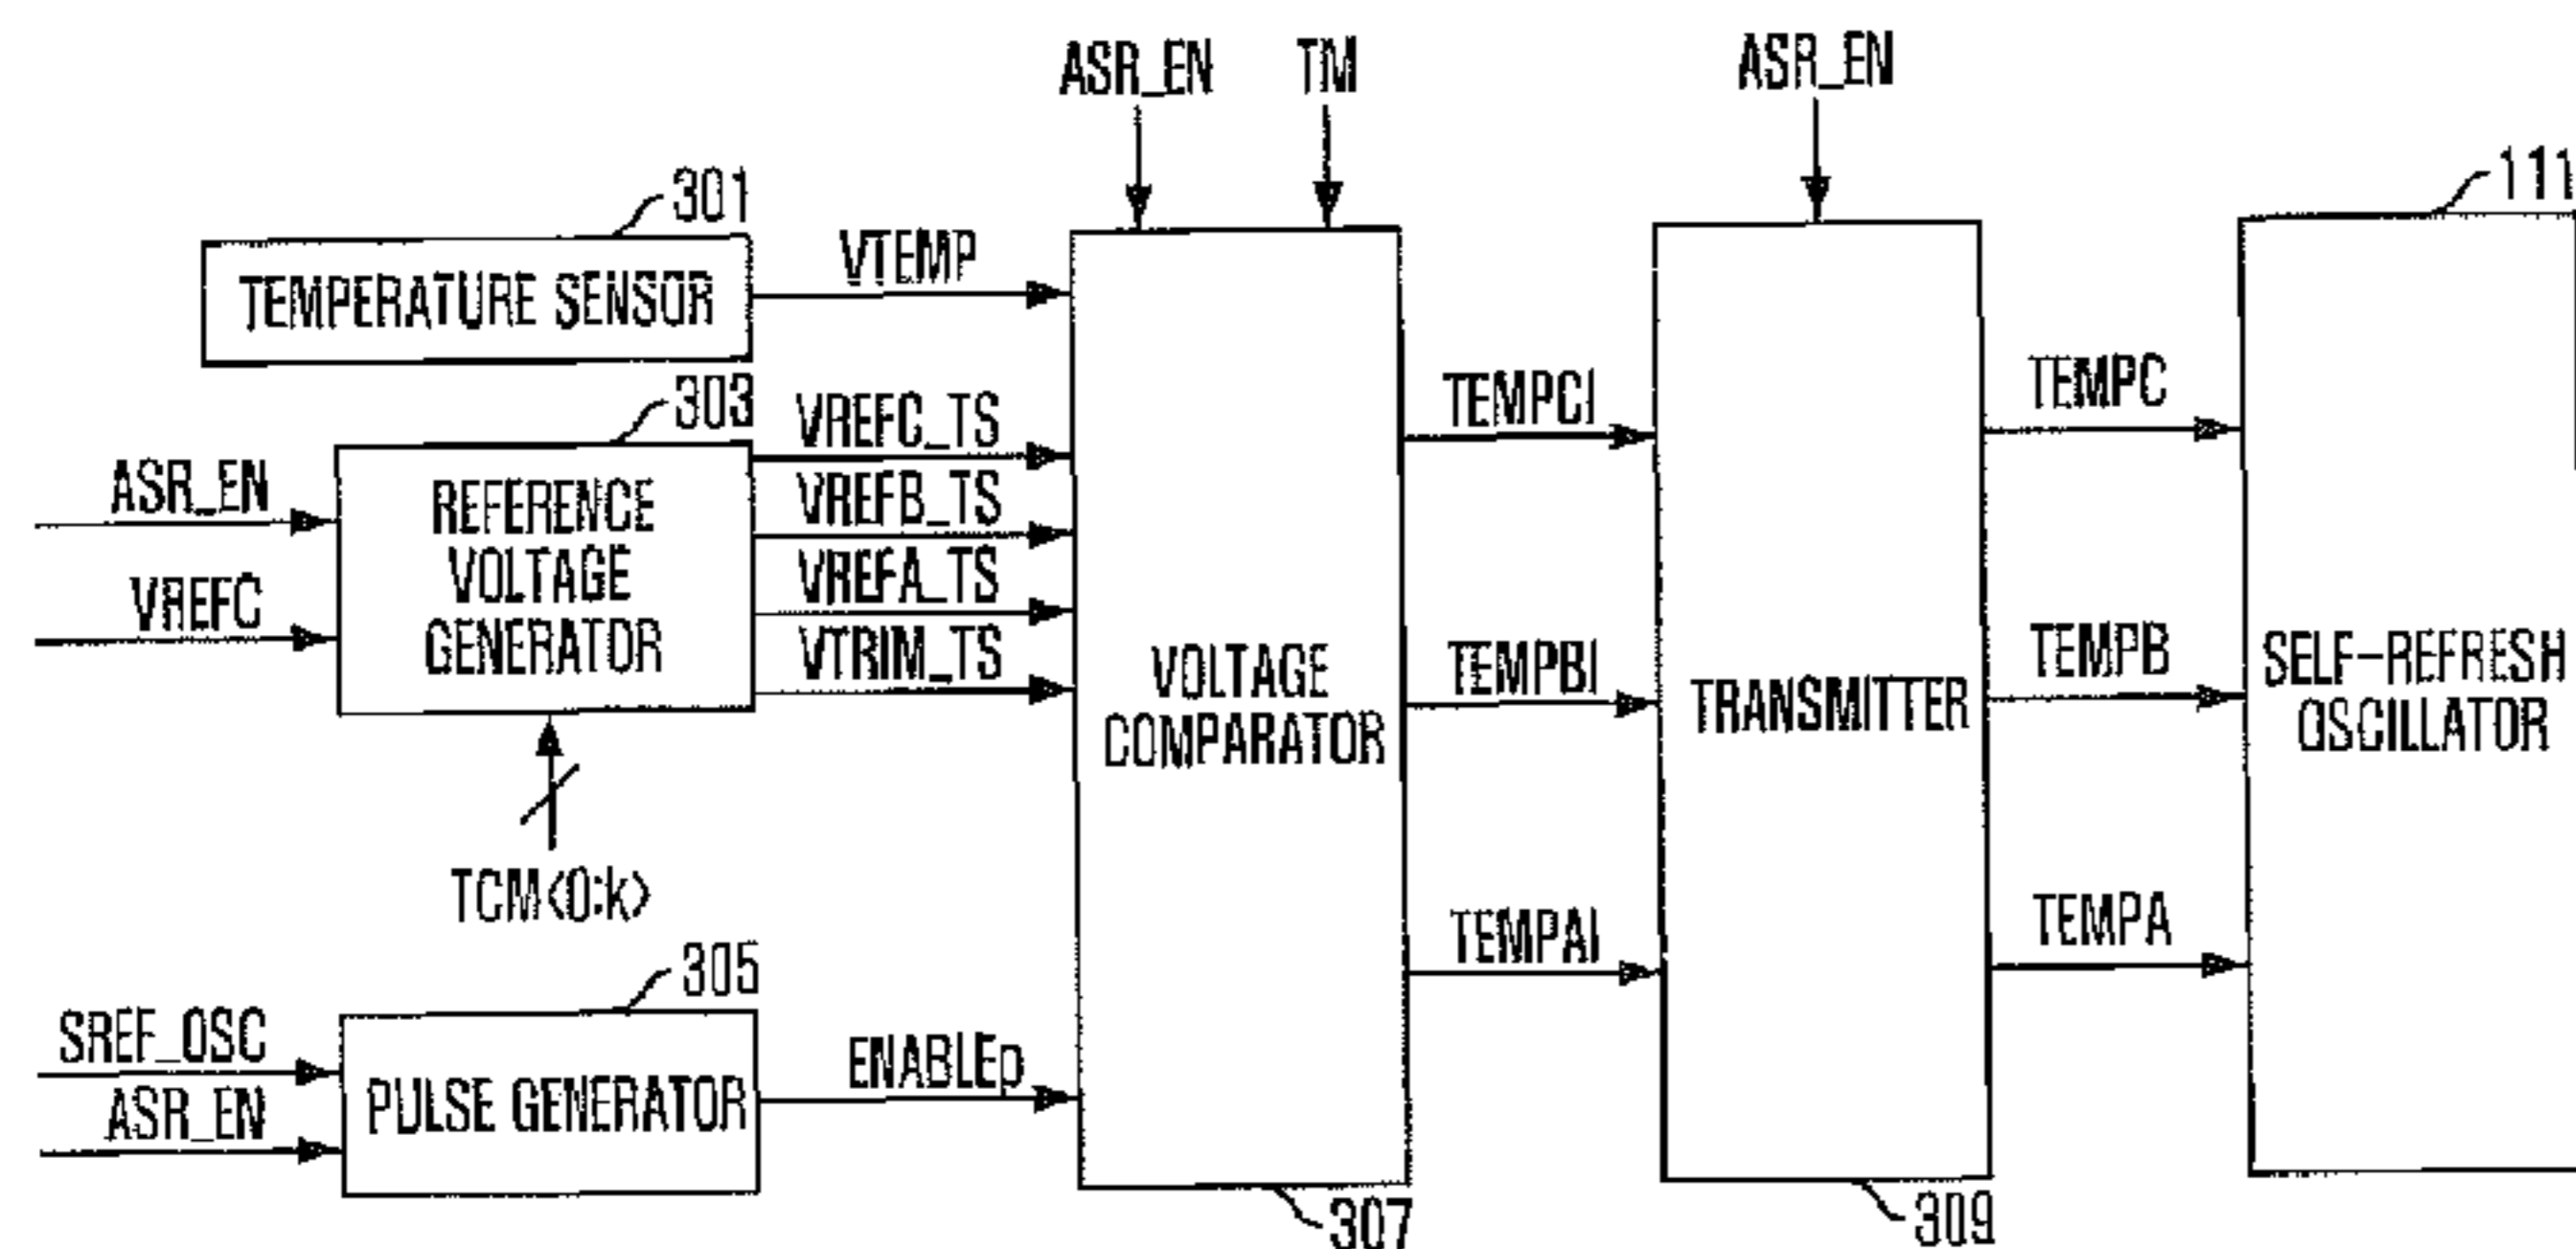 ASR_EN
TM
ASR_EN
111
301
TEMPERATURE SENSOR
VTEMP
303
ASR_EN
VREFC
REFERENCE
VOLTAGE
GENERATOR
VREFC_TS
VREFB_TS
VREFA_TS
VTRIM_TS
TCM<0:k>
VOLTAGE
COMPARATOR
TEMPCI
TEMPBI
TEMPAI
TRANSMITTER
TEMPC
TEMPB
TEMPA
SELF-REFRESH
OSCILLATOR
305
SREF_OSC
ASR_EN
PULSE GENERATOR
ENABLEp
307
309